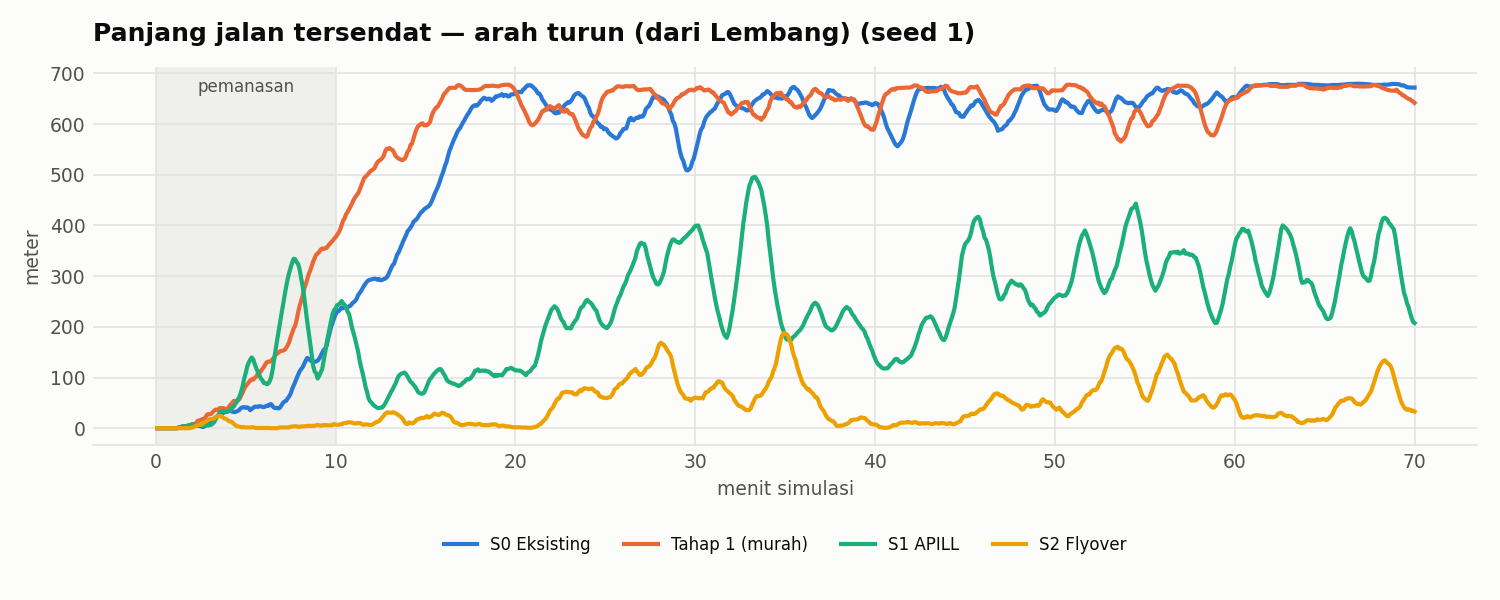 Panjang jalan tersendat — arah turun (dari Lembang) (seed 1)
pemanasan
700
600
500
400
300
200
100
0
meter
0 10 20 30 40 50 60 70
menit simulasi
S0 Eksisting Tahap 1 (murah) S1 APILL S2 Flyover